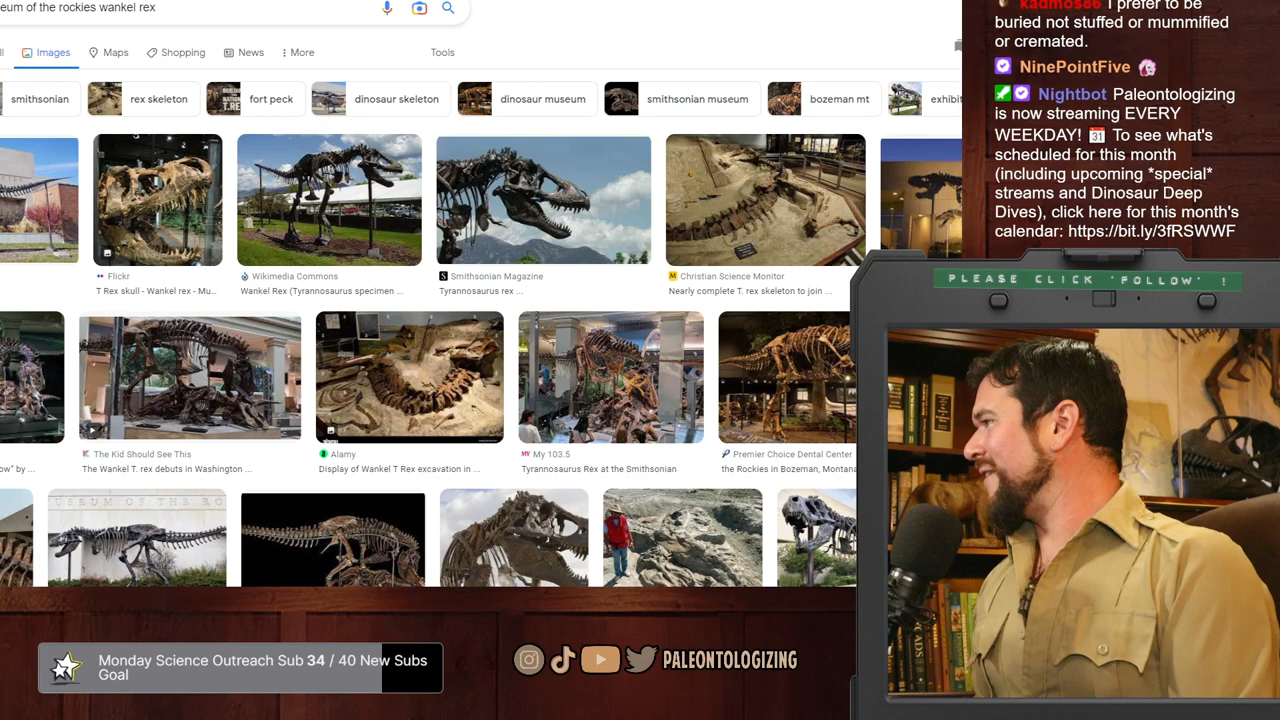 eum of the rockies wankel rex
Images
Maps
Shopping
News
More
Tools
smithsonian
rex skeleton
fort peck
dinosaur skeleton
dinosaur museum
smithsonian museum
bozeman mt
exhibit
Flickr
T Rex skull - Wankel rex - Mu...
Wikimedia Commons
Wankel Rex (Tyrannosaurus specimen ...
Smithsonian Magazine
Tyrannosaurus rex ...
Christian Science Monitor
Nearly complete T. rex skeleton to join ...
ow" by ...
The Kid Should See This
The Wankel T. rex debuts in Washington ...
Alamy
Display of Wankel T Rex excavation in ...
My 103.5
Tyrannosaurus Rex at the Smithsonian
Premier Choice Dental Center
the Rockies in Bozeman, Montana
USEUM OF THE RO
Monday Science Outreach Sub 34 / 40 New Subs
Goal
PALEONTOLOGIZING
kadmos86 I prefer to be
buried not stuffed or mummified
or cremated.
NinePointFive
Nightbot Paleontologizing
is now streaming EVERY
WEEKDAY! To see what's
scheduled for this month
(including upcoming *special*
streams and Dinosaur Deep
Dives), click here for this month's
calendar: https://bit.ly/3fRSWWF
PLEASE CLICK 'FOLLOW' !